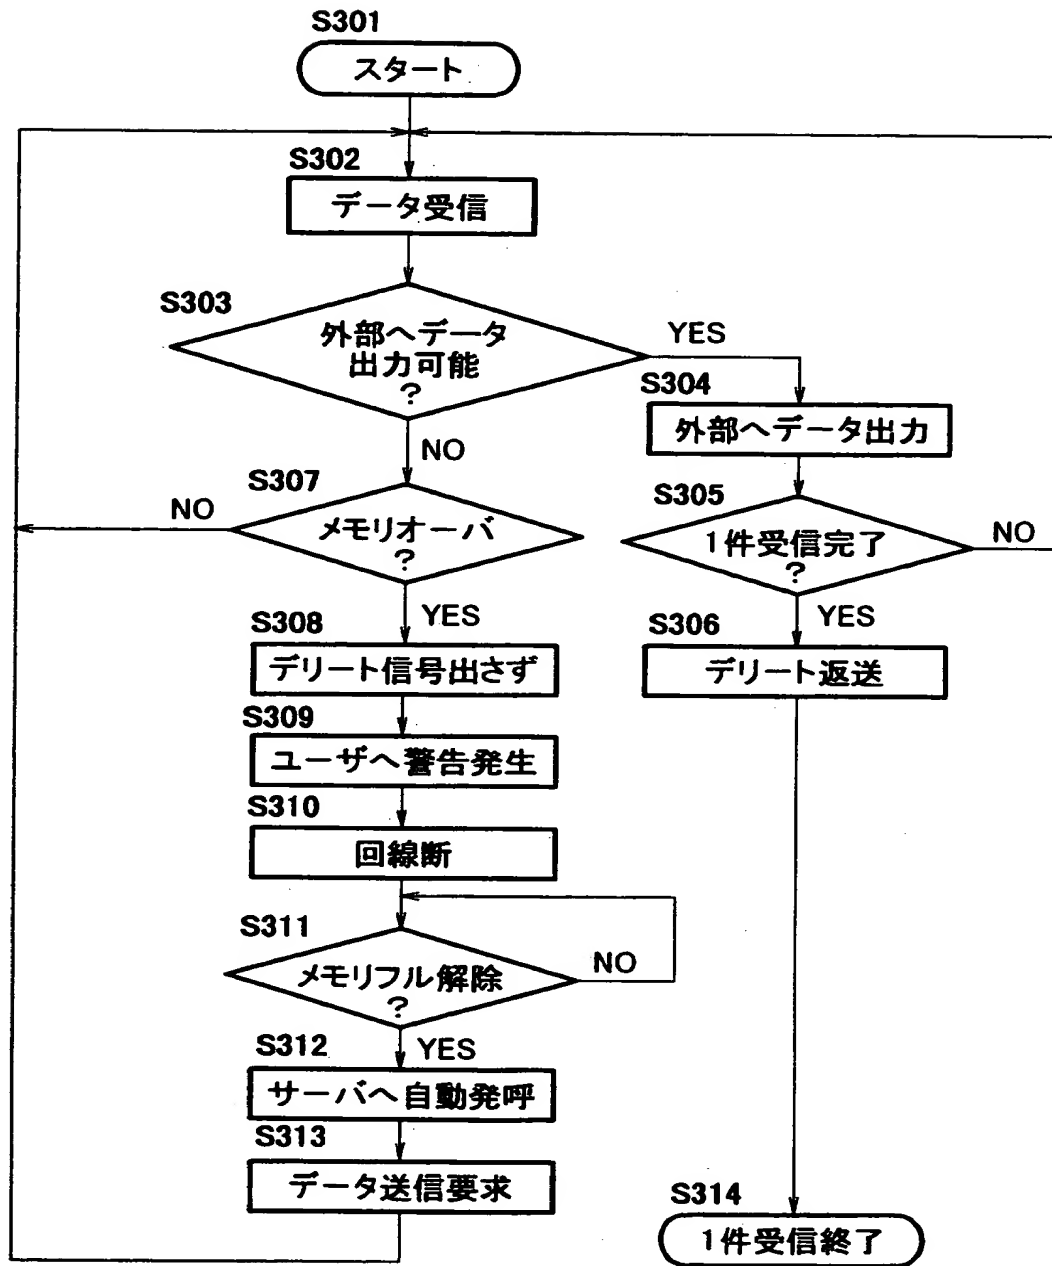 S301
スタート
S302
データ受信
S303
外部へデータ
出力可能
?
YES
NO
S304
外部へデータ出力
S305
1件受信完了
?
NO
YES
S306
デリート返送
S307
メモリオーバ
?
NO
YES
S308
デリート信号出さず
S309
ユーザへ警告発生
S310
回線断
S311
メモリフル解除
?
NO
YES
S312
サーバへ自動発呼
S313
データ送信要求
S314
1件受信終了